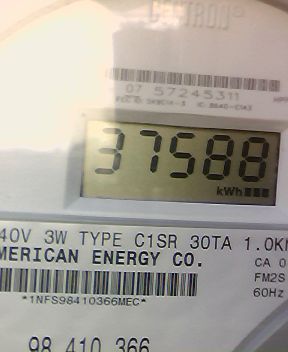 07 57245311
37588
kWh
40V 3W TYPE C1SR 30TA 1.0K
MERICAN ENERGY CO.
CA 0
FM2S
60Hz
*1NFS98410366MEC*
98 410 366